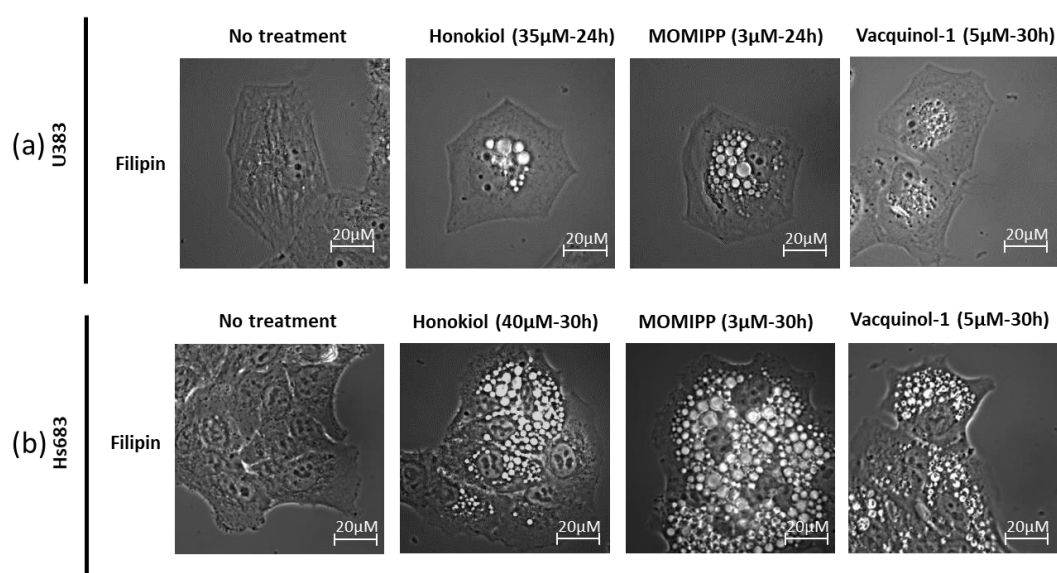 No treatment
Honokiol (35µM-24h)
MOMIPP (3µM-24h)
Vacquinol-1 (5µM-30h)
(a)
U383
Filipin
20µM
20µM
20µM
20µM
No treatment
Honokiol (40µM-30h)
MOMIPP (3µM-30h)
Vacquinol-1 (5µM-30h)
(b)
Hs683
Filipin
20µM
20µM
20µM
20µM